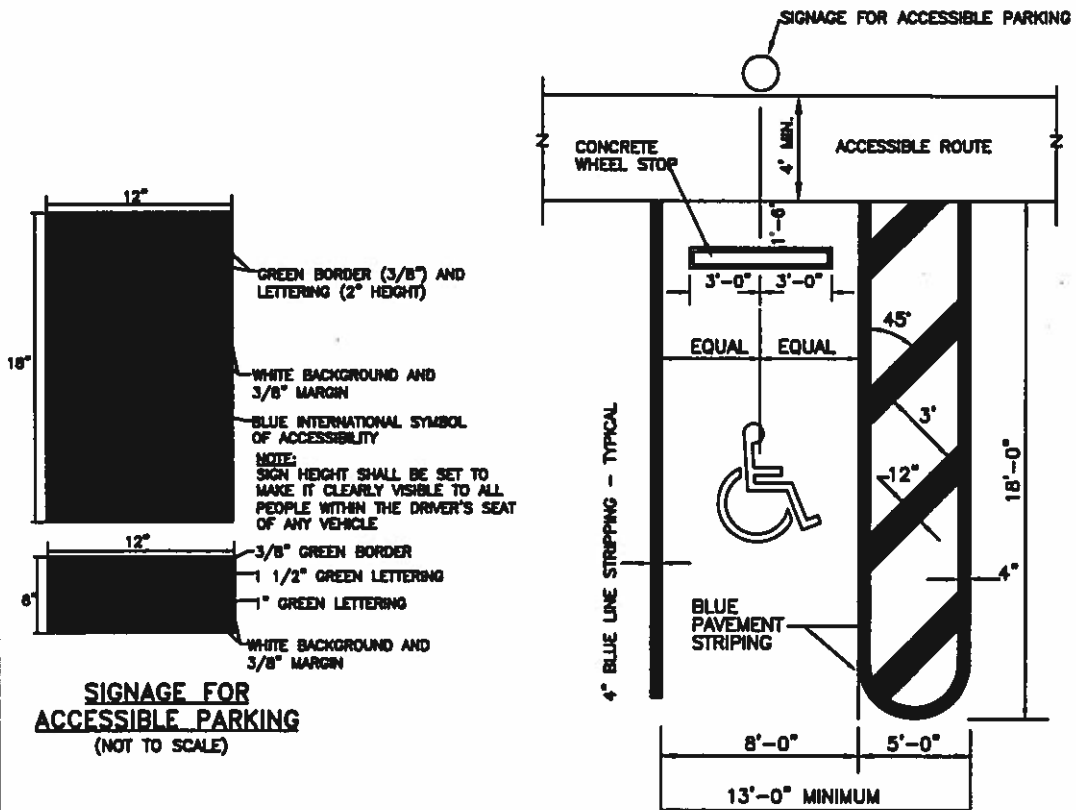 12"
18"
GREEN BORDER (3/8") AND
LETTERING (2" HEIGHT)
WHITE BACKGROUND AND
3/8" MARGIN
BLUE INTERNATIONAL SYMBOL
OF ACCESSIBILITY
NOTE:
SIGN HEIGHT SHALL BE SET TO
MAKE IT CLEARLY VISIBLE TO ALL
PEOPLE WITHIN THE DRIVER'S SEAT
OF ANY VEHICLE
12"
6"
3/8" GREEN BORDER
1 1/2" GREEN LETTERING
1" GREEN LETTERING
WHITE BACKGROUND AND
3/8" MARGIN
SIGNAGE FOR
ACCESSIBLE PARKING
(NOT TO SCALE)
SIGNAGE FOR ACCESSIBLE PARKING
CONCRETE
WHEEL STOP
4' MIN.
ACCESSIBLE ROUTE
1'-6"
3'-0"
3'-0"
EQUAL
EQUAL
45°
3'
12"
18'-0"
4"
4" BLUE LINE STRIPPING - TYPICAL
BLUE
PAVEMENT
STRIPING
8'-0"
5'-0"
13'-0" MINIMUM